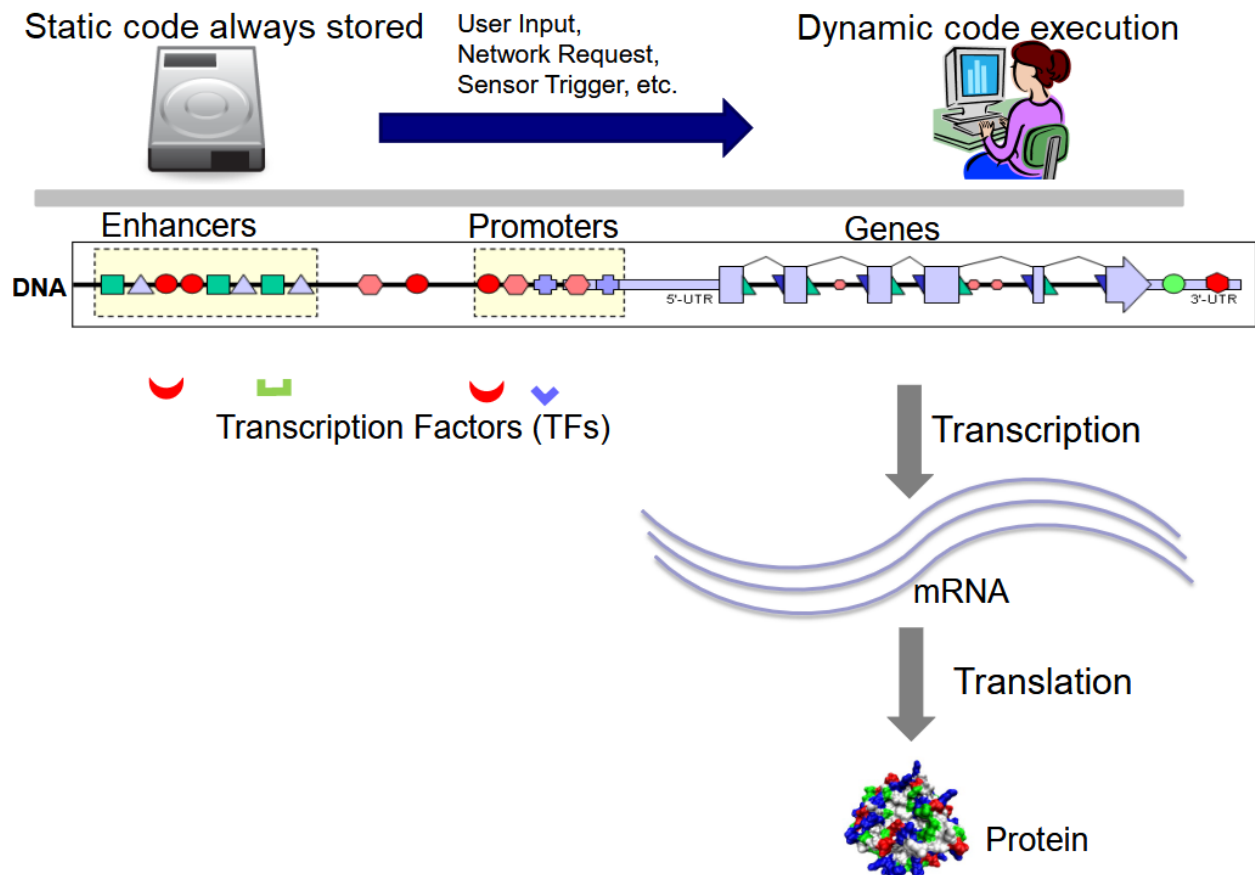 Static code always stored
User Input,
Network Request,
Sensor Trigger, etc.
Dynamic code execution
Enhancers
Promoters
Genes
DNA
5'-UTR
3'-UTR
Transcription Factors (TFs)
Transcription
mRNA
Translation
Protein